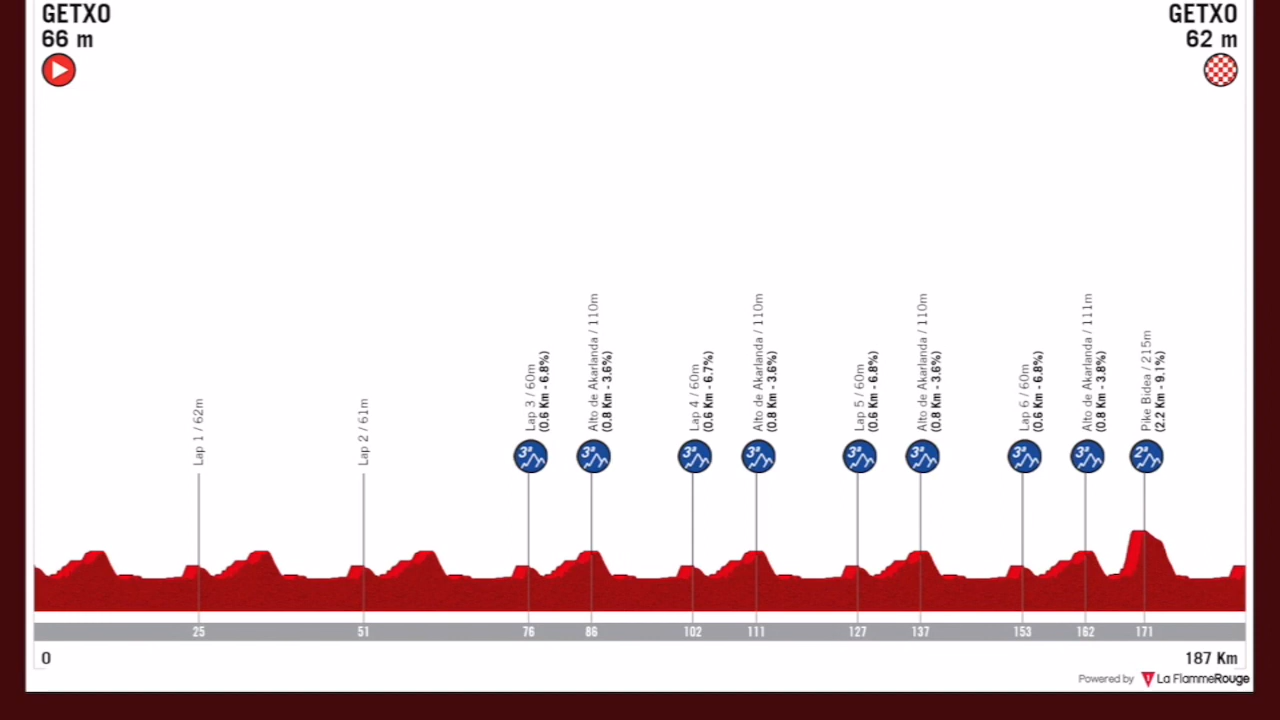 GETXO
66 m
GETXO
62 m
Lap 1 / 62m
Lap 2 / 61m
Lap 3 / 60m
(0.6 Km - 6.8%)
Alto de Akarlanda / 110m
(0.8 Km - 3.6%)
Lap 4 / 60m
(0.6 Km - 6.7%)
Alto de Akarlanda / 110m
(0.8 Km - 3.6%)
Lap 5 / 60m
(0.6 Km - 6.8%)
Alto de Akarlanda / 110m
(0.8 Km - 3.6%)
Lap 6 / 60m
(0.6 Km - 6.8%)
Alto de Akarlanda / 111m
(0.8 Km - 3.8%)
Pike Bidea / 215m
(2.2 Km - 9.1%)
3ª 3ª 3ª 3ª 3ª 3ª 3ª 3ª 2ª
25 51 76 86 102 111 127 137 153 162 171
0
187 Km
Powered by La FlammeRouge